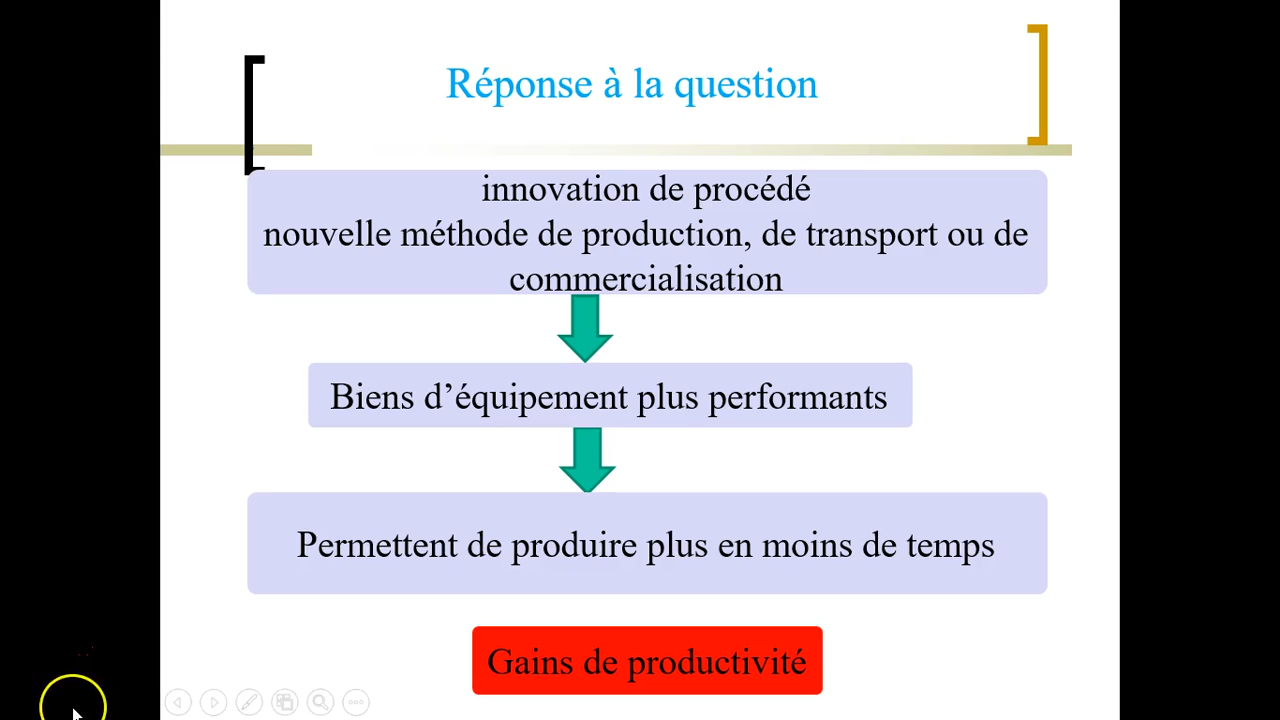 Réponse à la question
innovation de procédé
nouvelle méthode de production, de transport ou de
commercialisation
Biens d’équipement plus performants
Permettent de produire plus en moins de temps
Gains de productivité